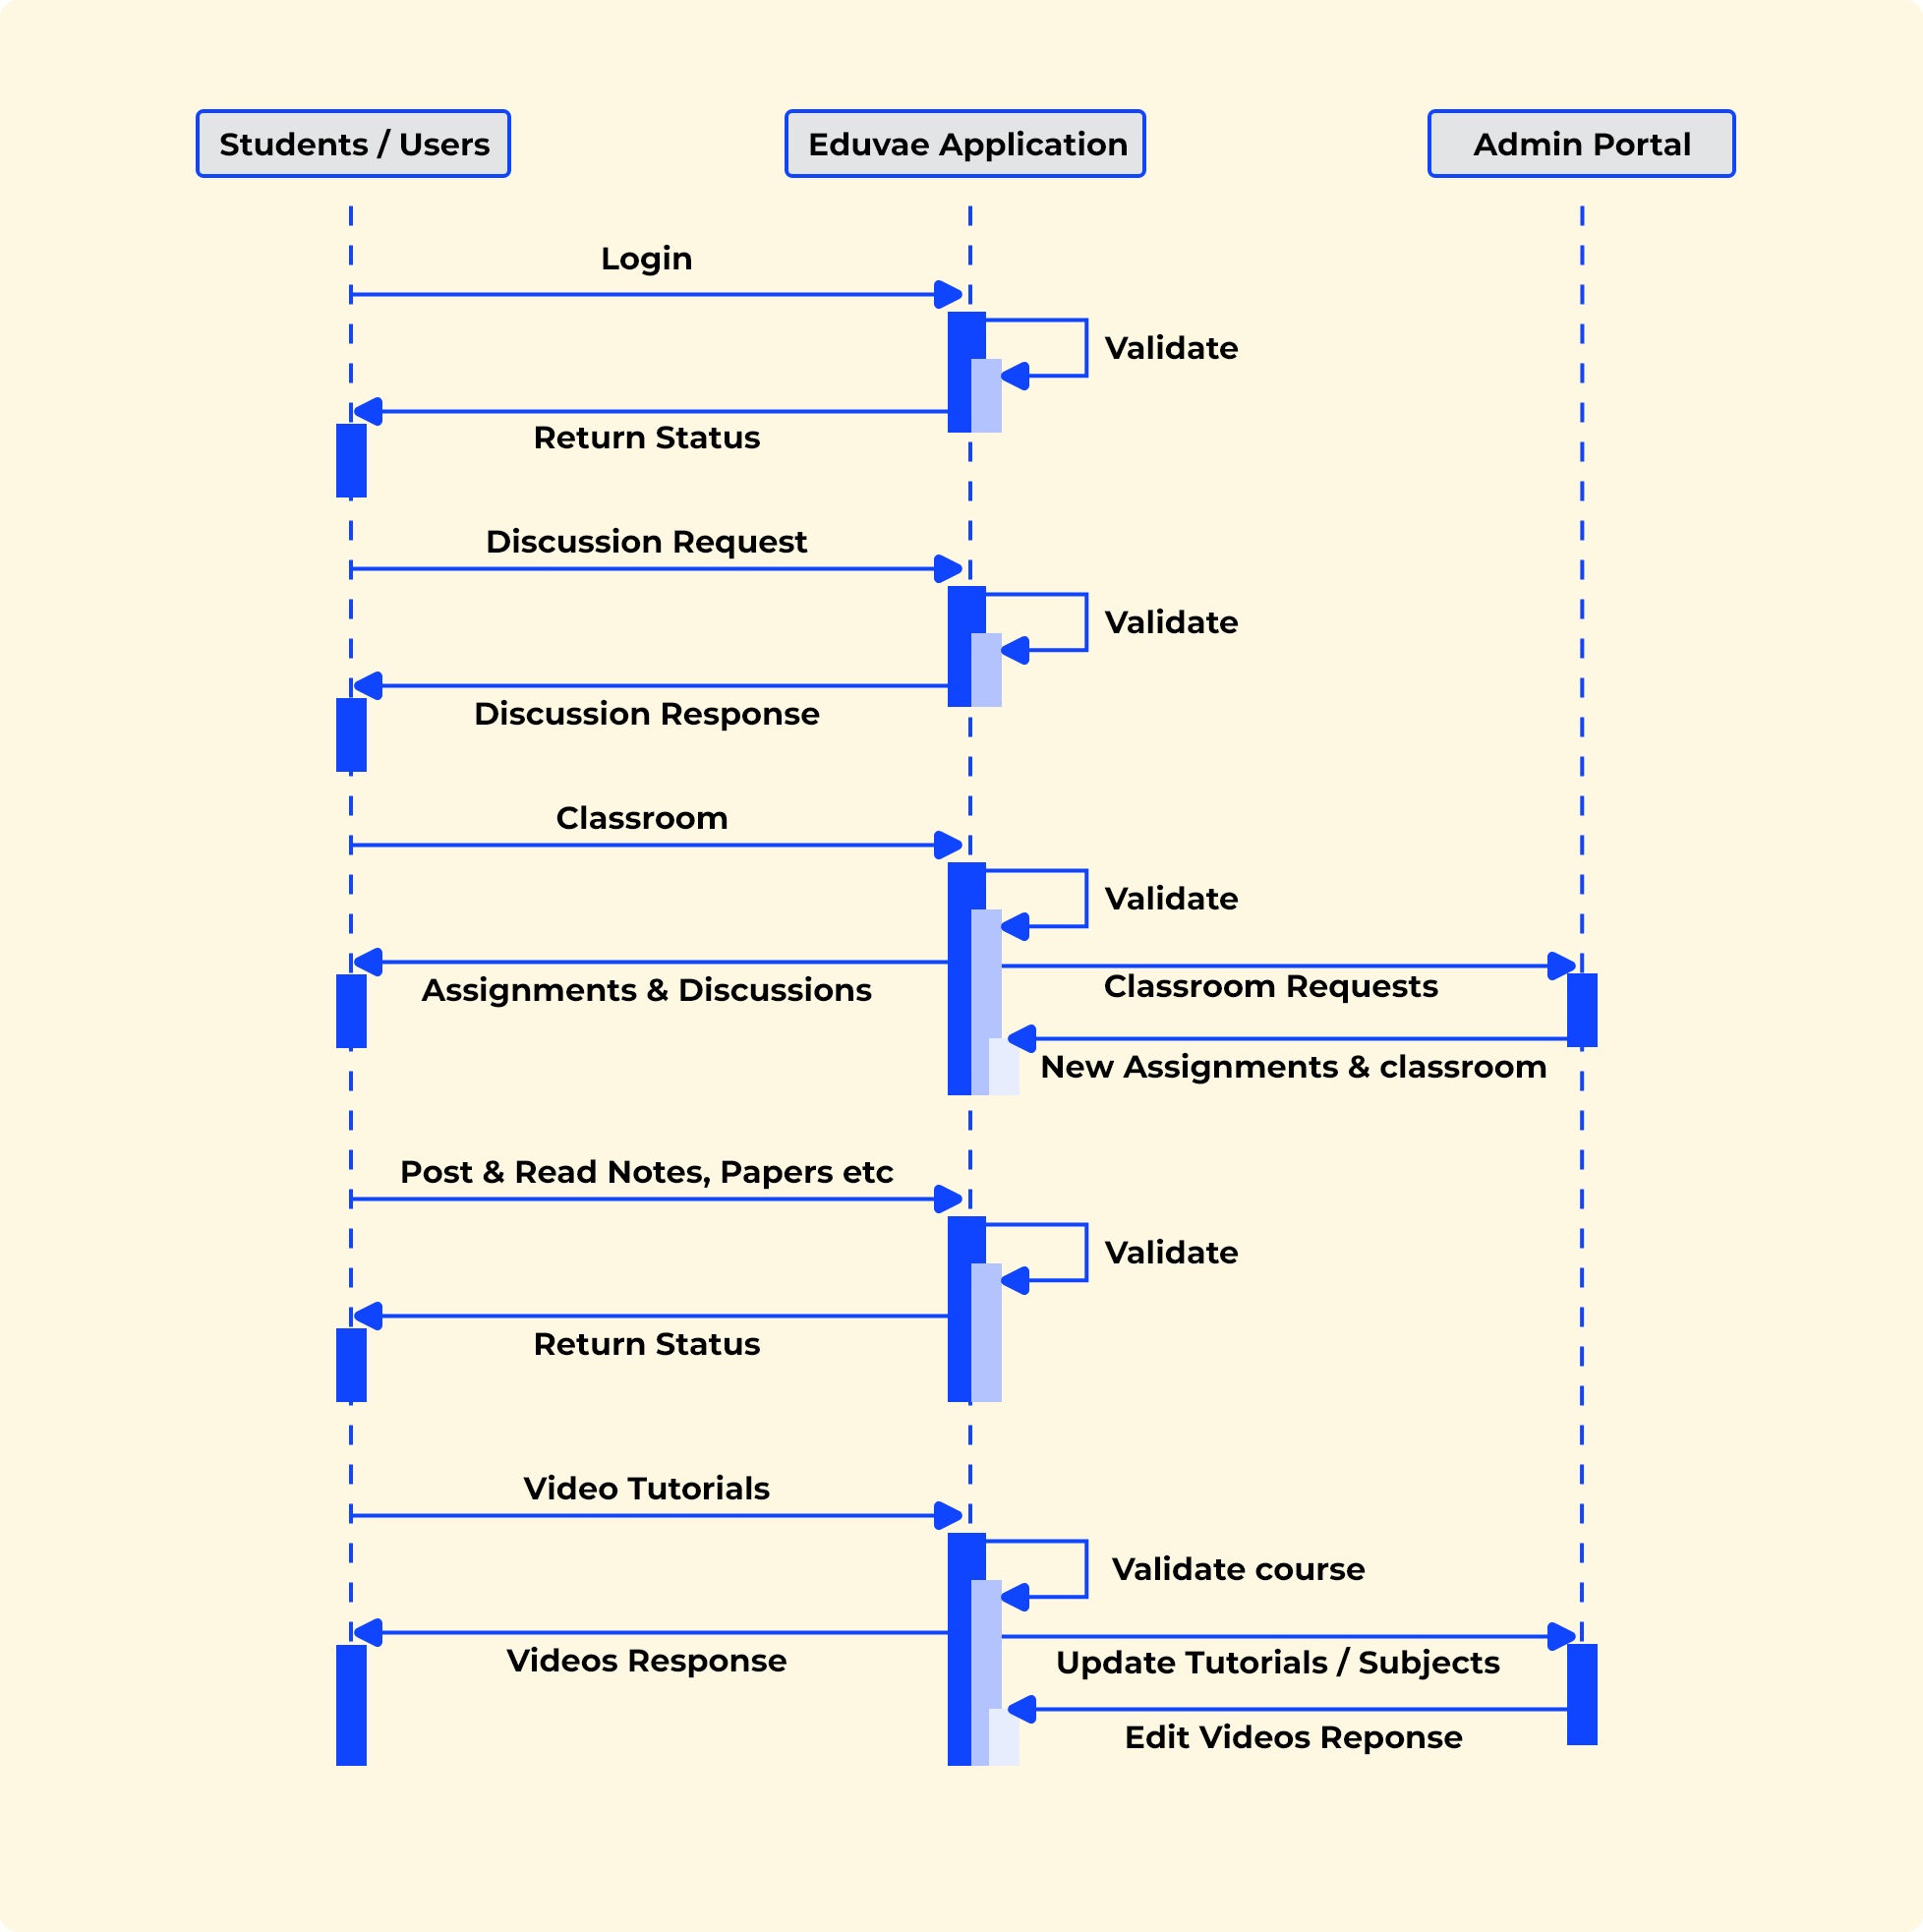 Students / Users
Eduvae Application
Admin Portal
Login
Validate
Return Status
Discussion Request
Validate
Discussion Response
Classroom
Validate
Assignments & Discussions
Classroom Requests
New Assignments & classroom
Post & Read Notes, Papers etc
Validate
Return Status
Video Tutorials
Validate course
Videos Response
Update Tutorials / Subjects
Edit Videos Reponse